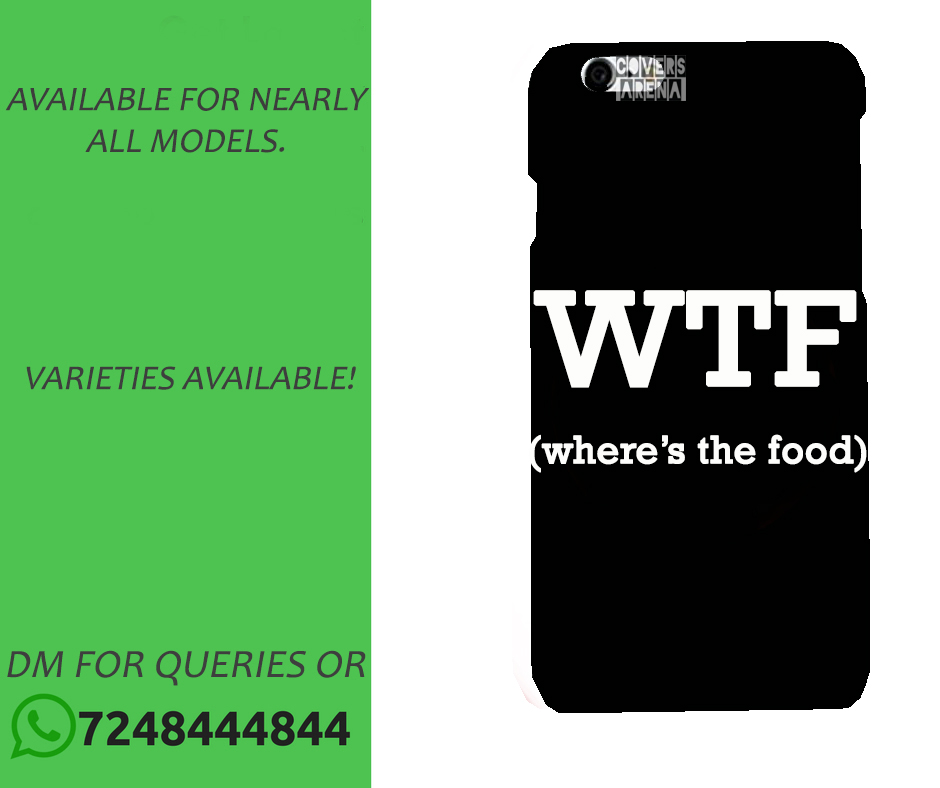 AVAILABLE FOR NEARLY
ALL MODELS.
VARIETIES AVAILABLE!
DM FOR QUERIES OR
7248444844
COVERS
ARENA
WTF
(where's the food)